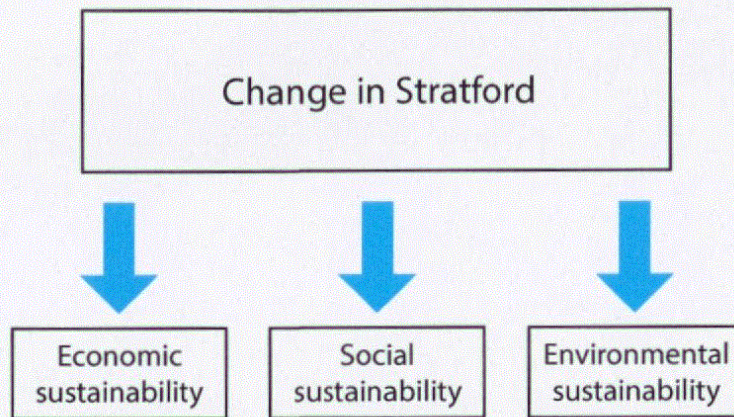 Change in Stratford
Economic
sustainability
Social
sustainability
Environmental
sustainability